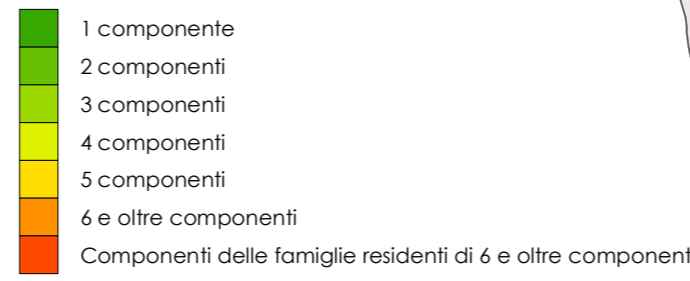 1 componente
2 componenti
3 componenti
4 componenti
5 componenti
6 e oltre componenti
Componenti delle famiglie residenti di 6 e oltre component